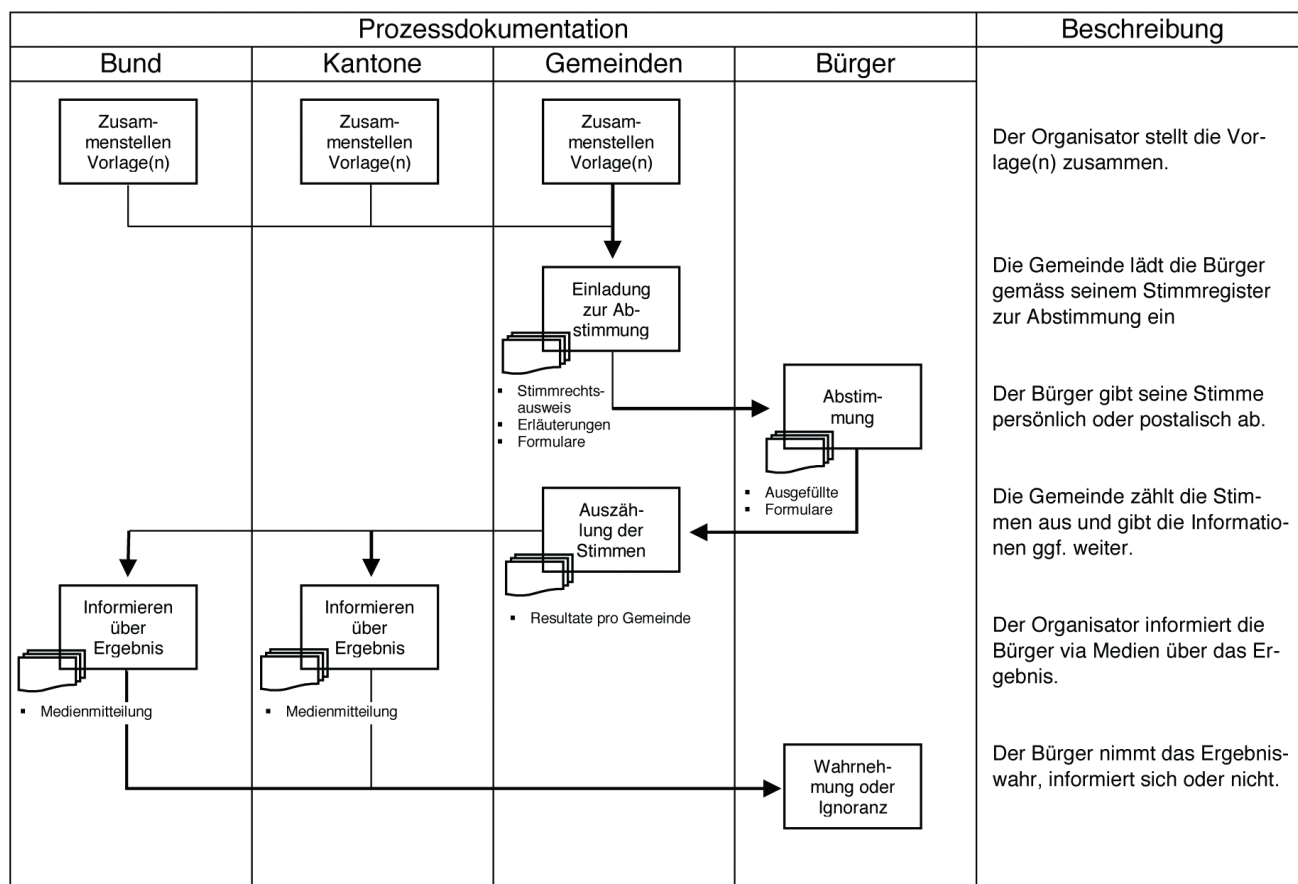 Prozessdokumentation
Beschreibung
Bund
Kantone
Gemeinden
Bürger
Zusam-
menstellen
Vorlage(n)
Zusam-
menstellen
Vorlage(n)
Zusam-
menstellen
Vorlage(n)
Der Organisator stellt die Vor-
lage(n) zusammen.
Einladung
zur Ab-
stimmung
Die Gemeinde lädt die Bürger
gemäss seinem Stimmregister
zur Abstimmung ein
▪ Stimmrechts-
ausweis
▪ Erläuterungen
▪ Formulare
Abstim-
mung
Der Bürger gibt seine Stimme
persönlich oder postalisch ab.
▪ Ausgefüllte
▪ Formulare
Auszäh-
lung der
Stimmen
Die Gemeinde zählt die Stim-
men aus und gibt die Informatio-
nen ggf. weiter.
▪ Resultate pro Gemeinde
Informieren
über
Ergebnis
Informieren
über
Ergebnis
Der Organisator informiert die
Bürger via Medien über das Er-
gebnis.
▪ Medienmitteilung
▪ Medienmitteilung
Wahrneh-
mung oder
Ignoranz
Der Bürger nimmt das Ergebnis-
wahr, informiert sich oder nicht.